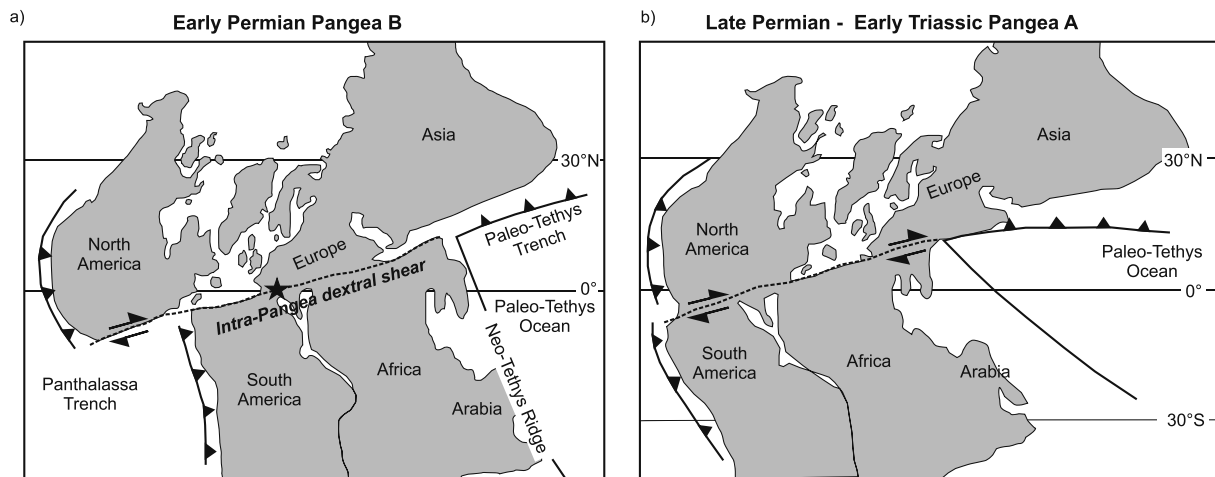 a)
Early Permian Pangea B
Asia
30°N
North
America
Europe
Paleo-Tethys
Trench
Intra-Pangea dextral shear
0°
Paleo-Tethys
Ocean
Neo-Tethys Ridge
Panthalassa
Trench
South
America
Africa
Arabia
b)
Late Permian - Early Triassic Pangea A
Asia
30°N
Europe
North
America
Paleo-Tethys
Ocean
0°
South
America
Africa
Arabia
30°S